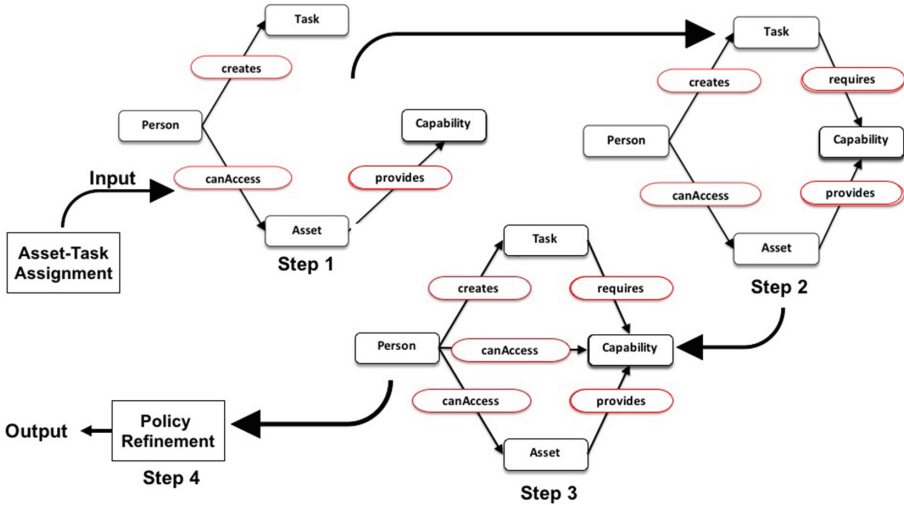 Task
creates
Person
Capability
canAccess
provides
Input
Asset
Asset-Task
Assignment
Step 1
Task
creates
requires
Person
Capability
canAccess
provides
Asset
Step 2
Task
creates
requires
Person
canAccess
Capability
canAccess
provides
Asset
Step 3
Policy
Refinement
Output
Step 4